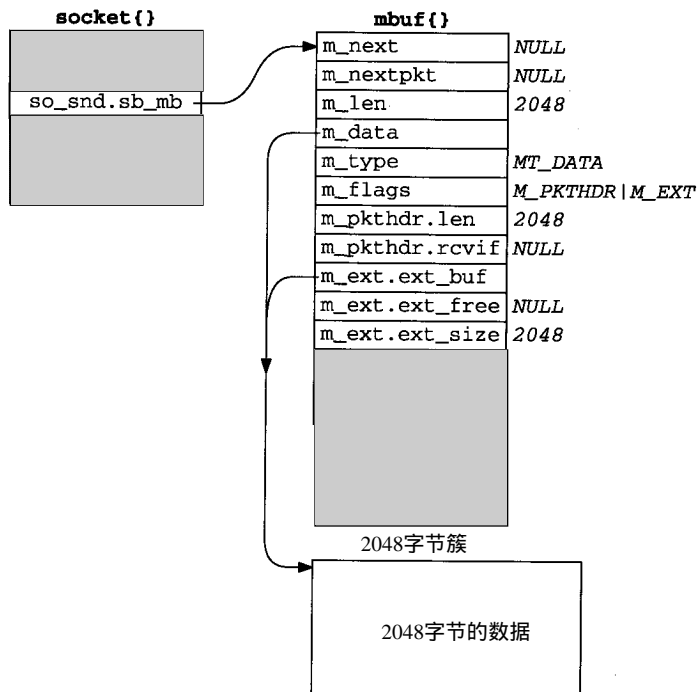 socket{}
mbuf{}
so_snd.sb_mb
m_next NULL
m_nextpkt NULL
m_len 2048
m_data
m_type MT_DATA
m_flags M_PKTHDR|M_EXT
m_pkthdr.len 2048
m_pkthdr.rcvif NULL
m_ext.ext_buf
m_ext.ext_free NULL
m_ext.ext_size 2048
2048字节簇
2048字节的数据